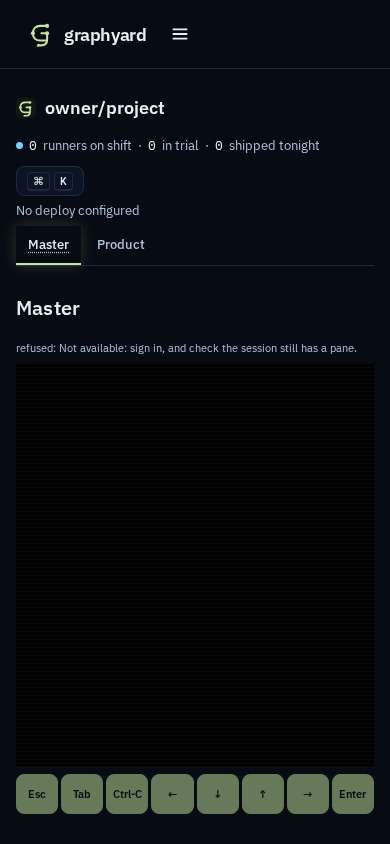 graphyard
owner/project
0 runners on shift · 0 in trial · 0 shipped tonight
⌘ K
No deploy configured
Master Product
Master
refused: Not available: sign in, and check the session still has a pane.
Esc Tab Ctrl-C ← ↓ ↑ → Enter